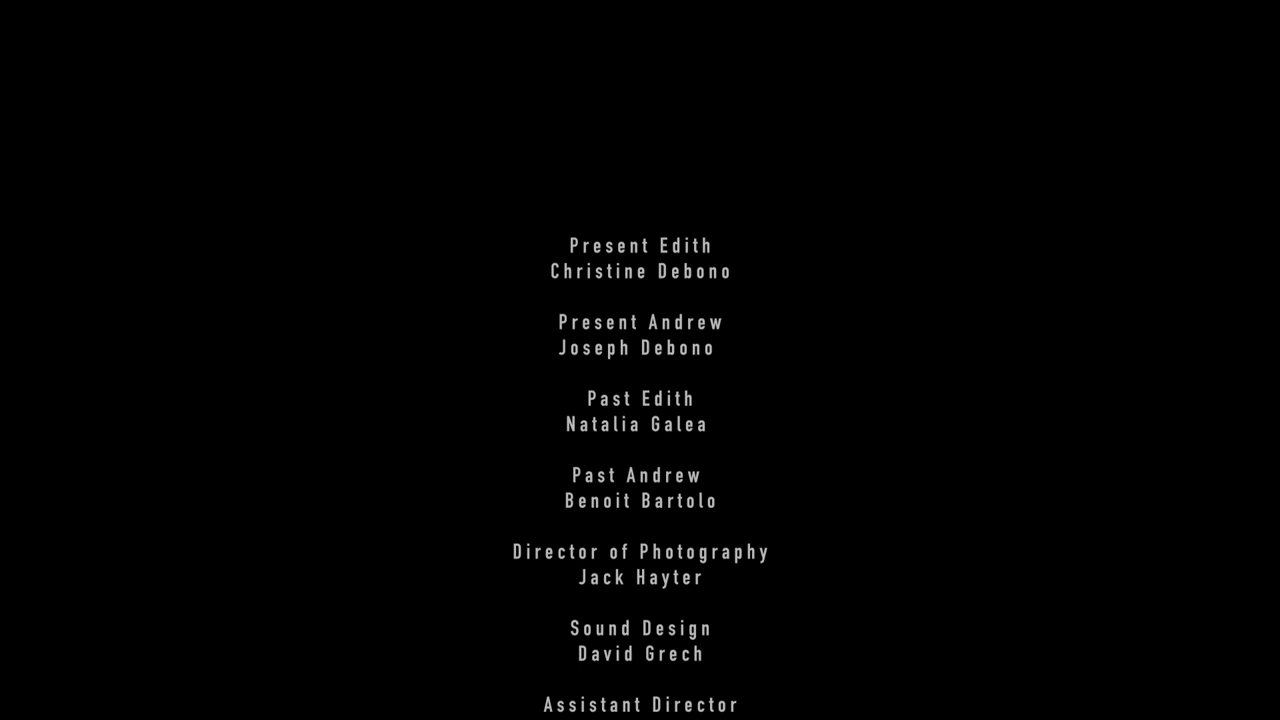 Present Edith
Christine Debono
Present Andrew
Joseph Debono
Past Edith
Natalia Galea
Past Andrew
Benoit Bartolo
Director of Photography
Jack Hayter
Sound Design
David Grech
Assistant Director